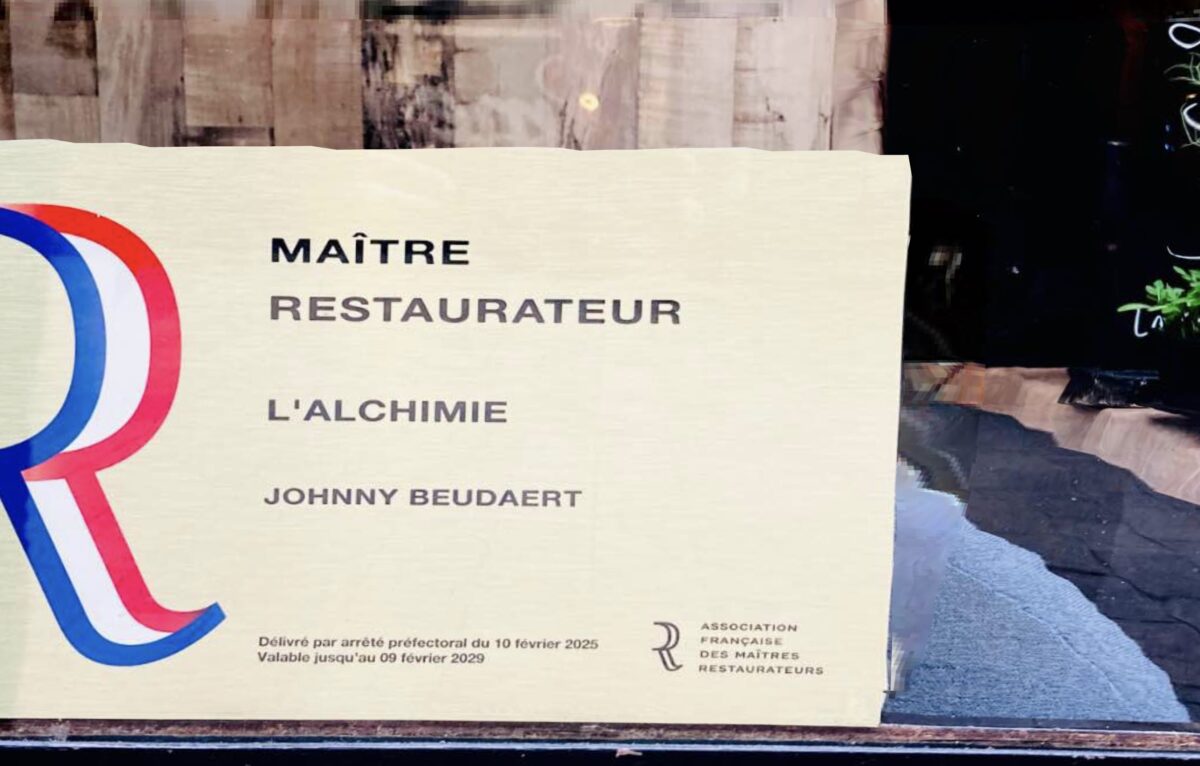 MAÎTRE
RESTAURATEUR
L'ALCHIMIE
JOHNNY BEUDAERT
Délivré par arrêté préfectoral du 10 février 2025
Valable jusqu'au 09 février 2029
ASSOCIATION
FRANÇAISE
DES MAÎTRES
RESTAURATEURS